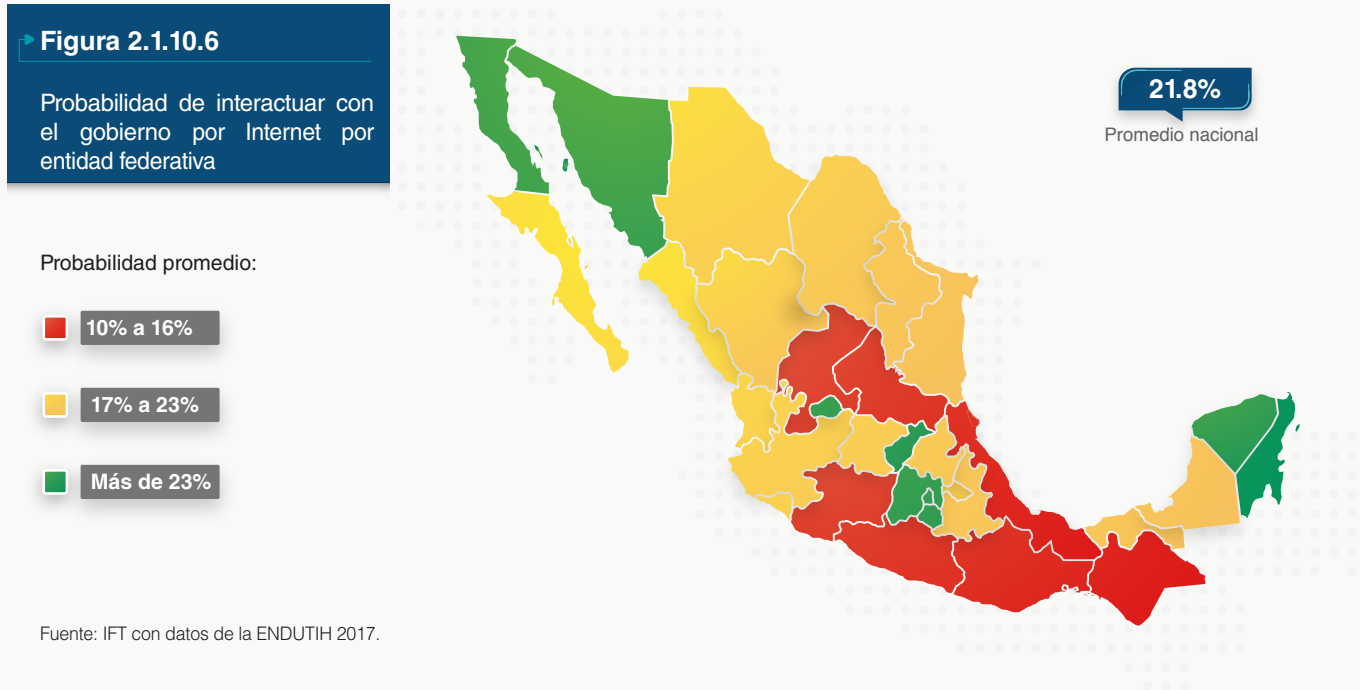 Figura 2.1.10.6
Probabilidad de interactuar con
el gobierno por Internet por
entidad federativa
21.8%
Promedio nacional
Probabilidad promedio:
10% a 16%
17% a 23%
Más de 23%
Fuente: IFT con datos de la ENDUTIH 2017.